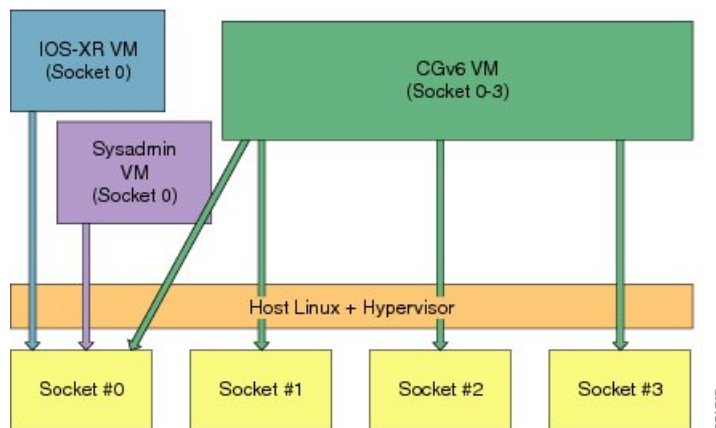 IOS-XR VM
(Socket 0)
CGv6 VM
(Socket 0-3)
Sysadmin
VM
(Socket 0)
Host Linux + Hypervisor
Socket #0
Socket #1
Socket #2
Socket #3